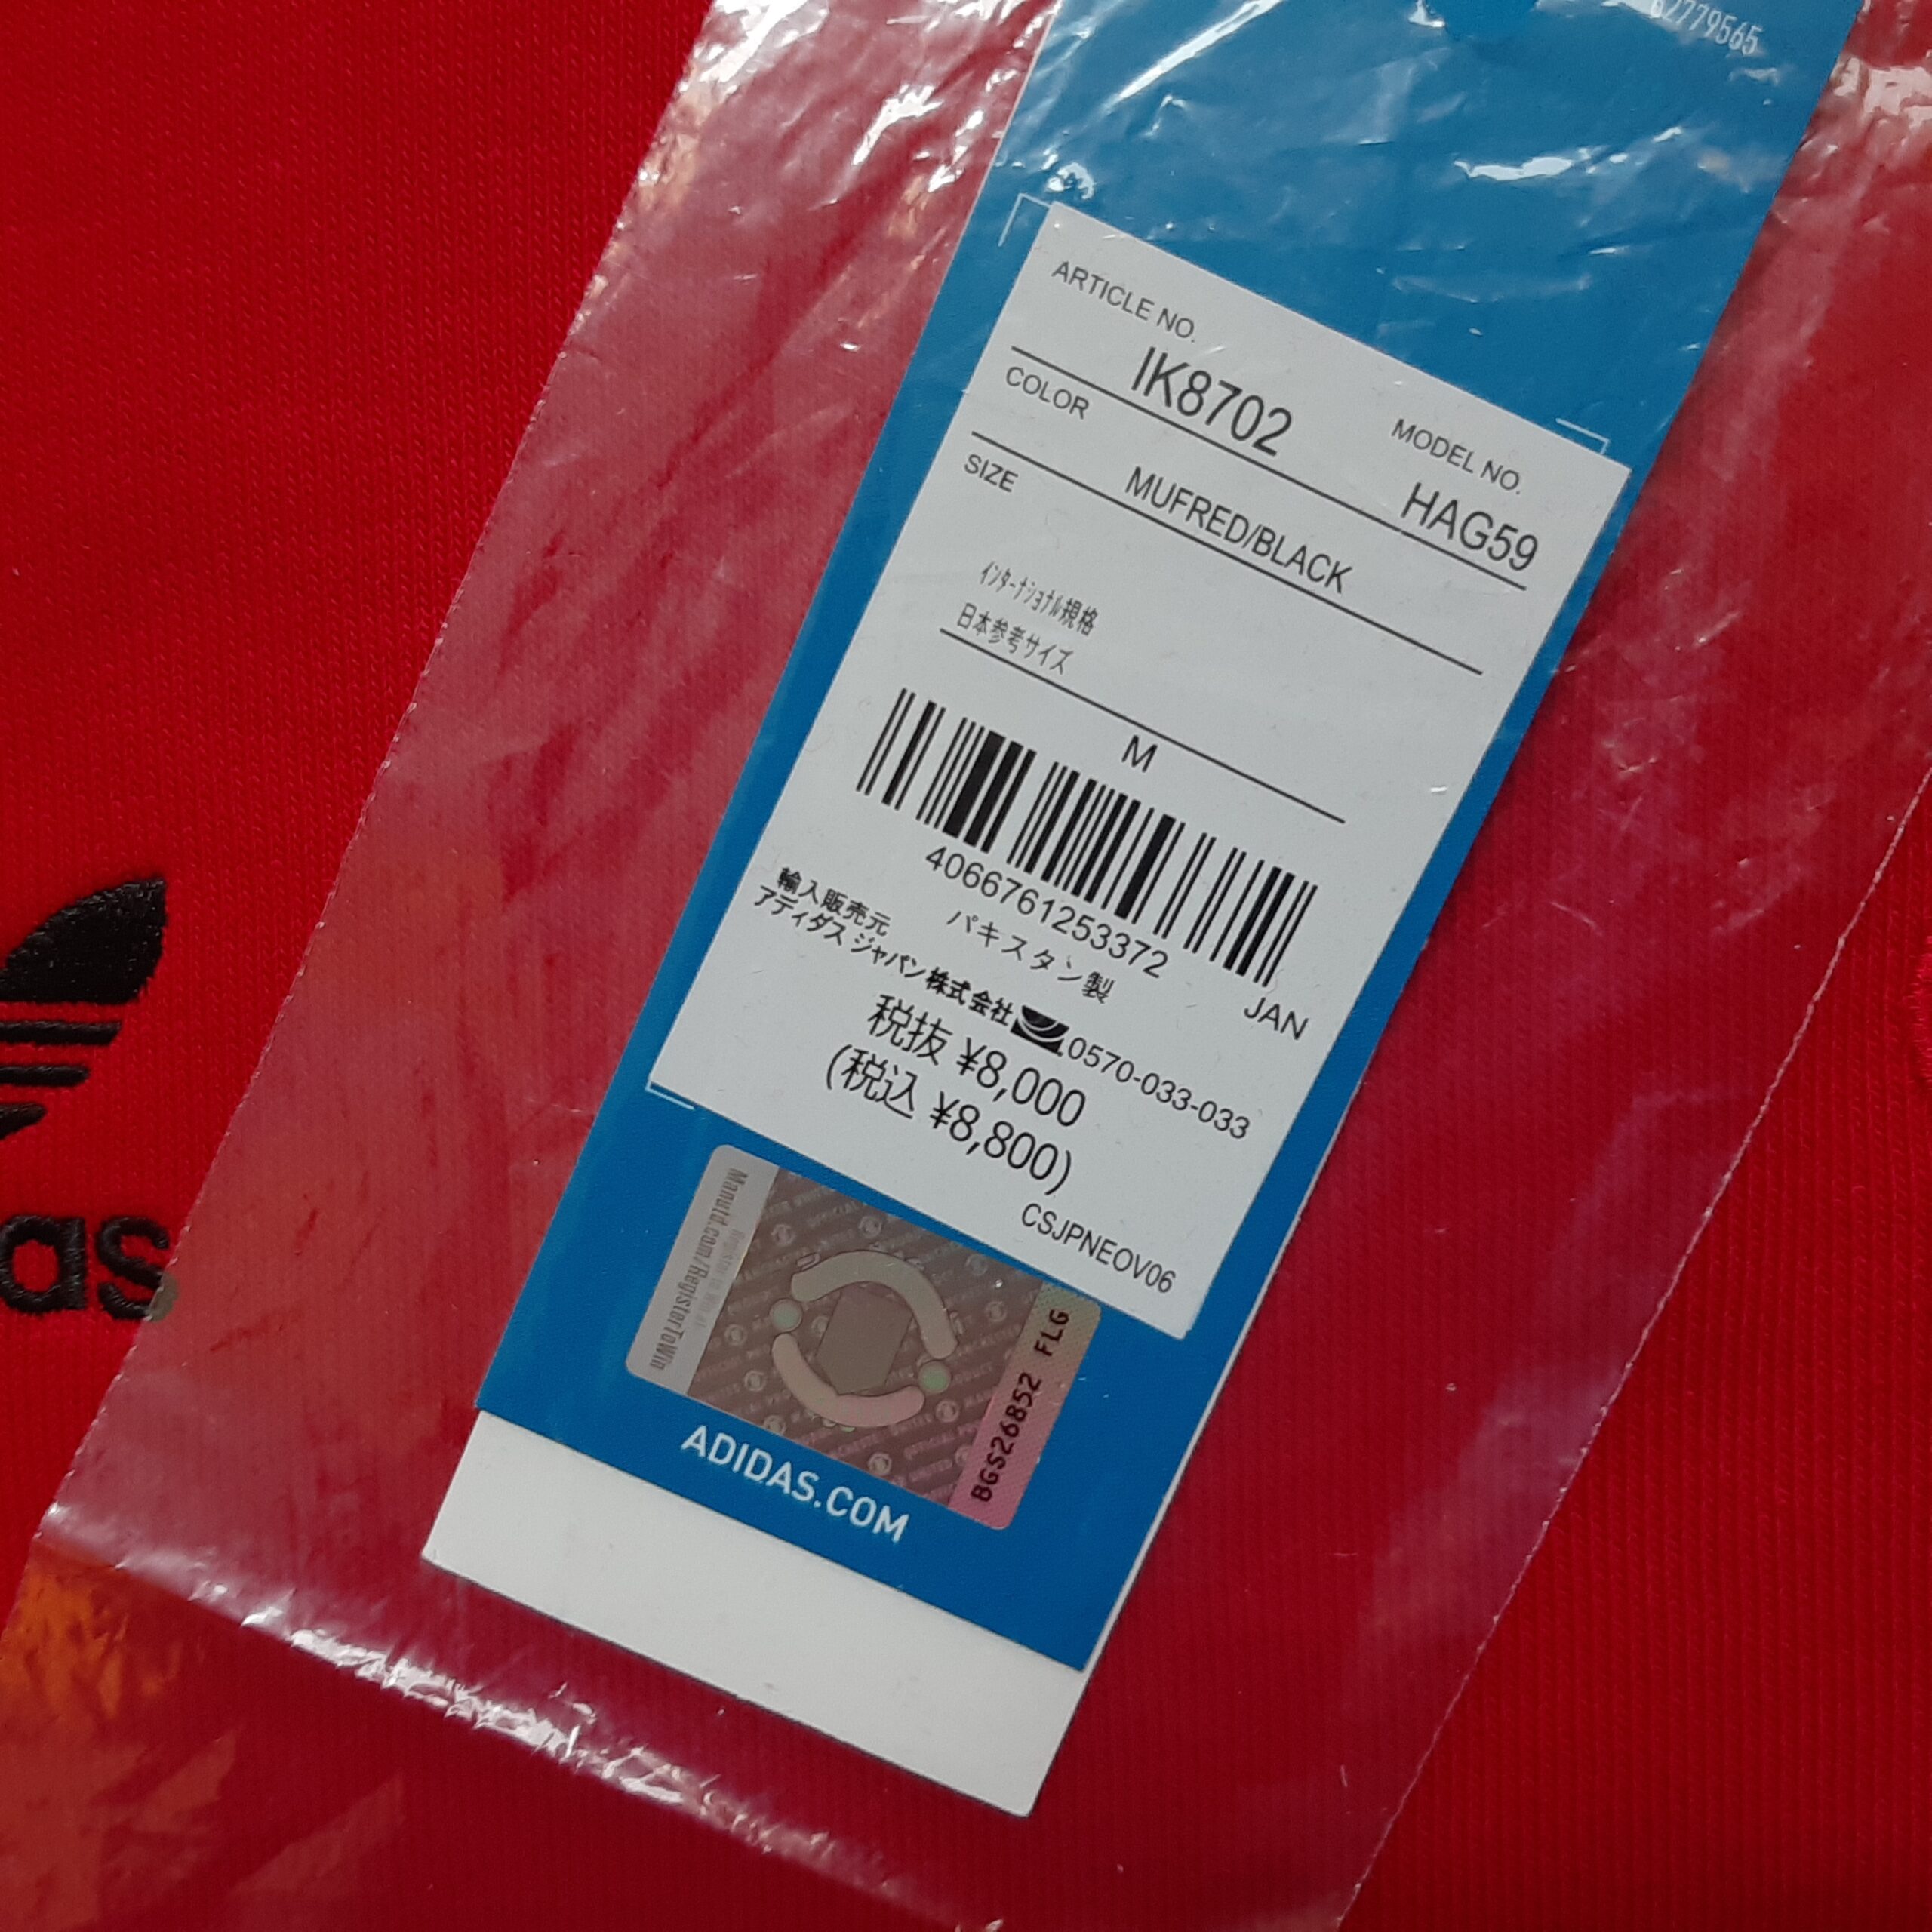 ARTICLE NO.
MODEL NO.
IK8702
HAG59
COLOR
MUFRED/BLACK
SIZE
インターナショナル規格
日本参考サイズ
M
4066761253372
JAN
パキスタン製
輸入販売元
アディダス ジャパン株式会社 0570-033-033
税抜 ¥8,000
(税込 ¥8,800)
CSJPNEOV06
Manutd.com/RegisterToWin
BGS26852 FLG
ADIDAS.COM
as